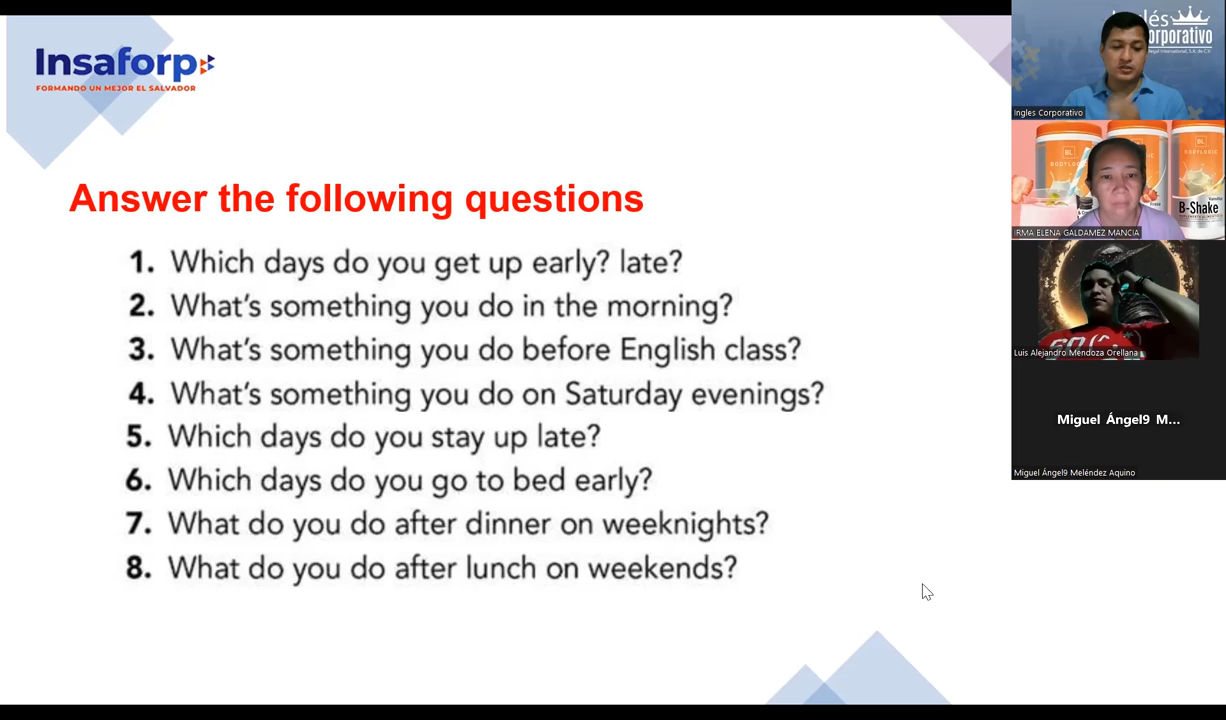 Insaforp
FORMANDO UN MEJOR EL SALVADOR
Answer the following questions
1. Which days do you get up early? late?
2. What's something you do in the morning?
3. What's something you do before English class?
4. What's something you do on Saturday evenings?
5. Which days do you stay up late?
6. Which days do you go to bed early?
7. What do you do after dinner on weeknights?
8. What do you do after lunch on weekends?
Inglés
Corporativo
Ingles Corporativo
BL
BODYLOGIC
BL
BODYLOGIC
B-Shake
RMA ELENA GALDAMEZ MANCIA
Luis Alejandro Mendoza Orellana
Miguel Ángel9 M...
Miguel Ángel9 Meléndez Aquino